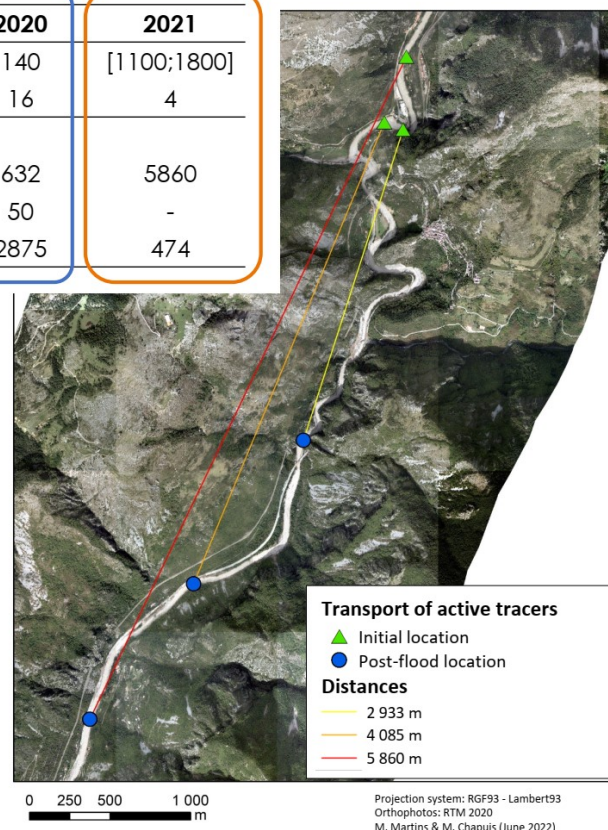 2020 2021
140 [1100;1800]
16 4
632 5860
50 -
2875 474
Transport of active tracers
Initial location
Post-flood location
Distances
2 933 m
4 085 m
5 860 m
0 250 500 1 000
m
Projection system: RGF93 - Lambert93
Orthophotos: RTM 2020
M. Martins & M. Chapuis (June 2022)